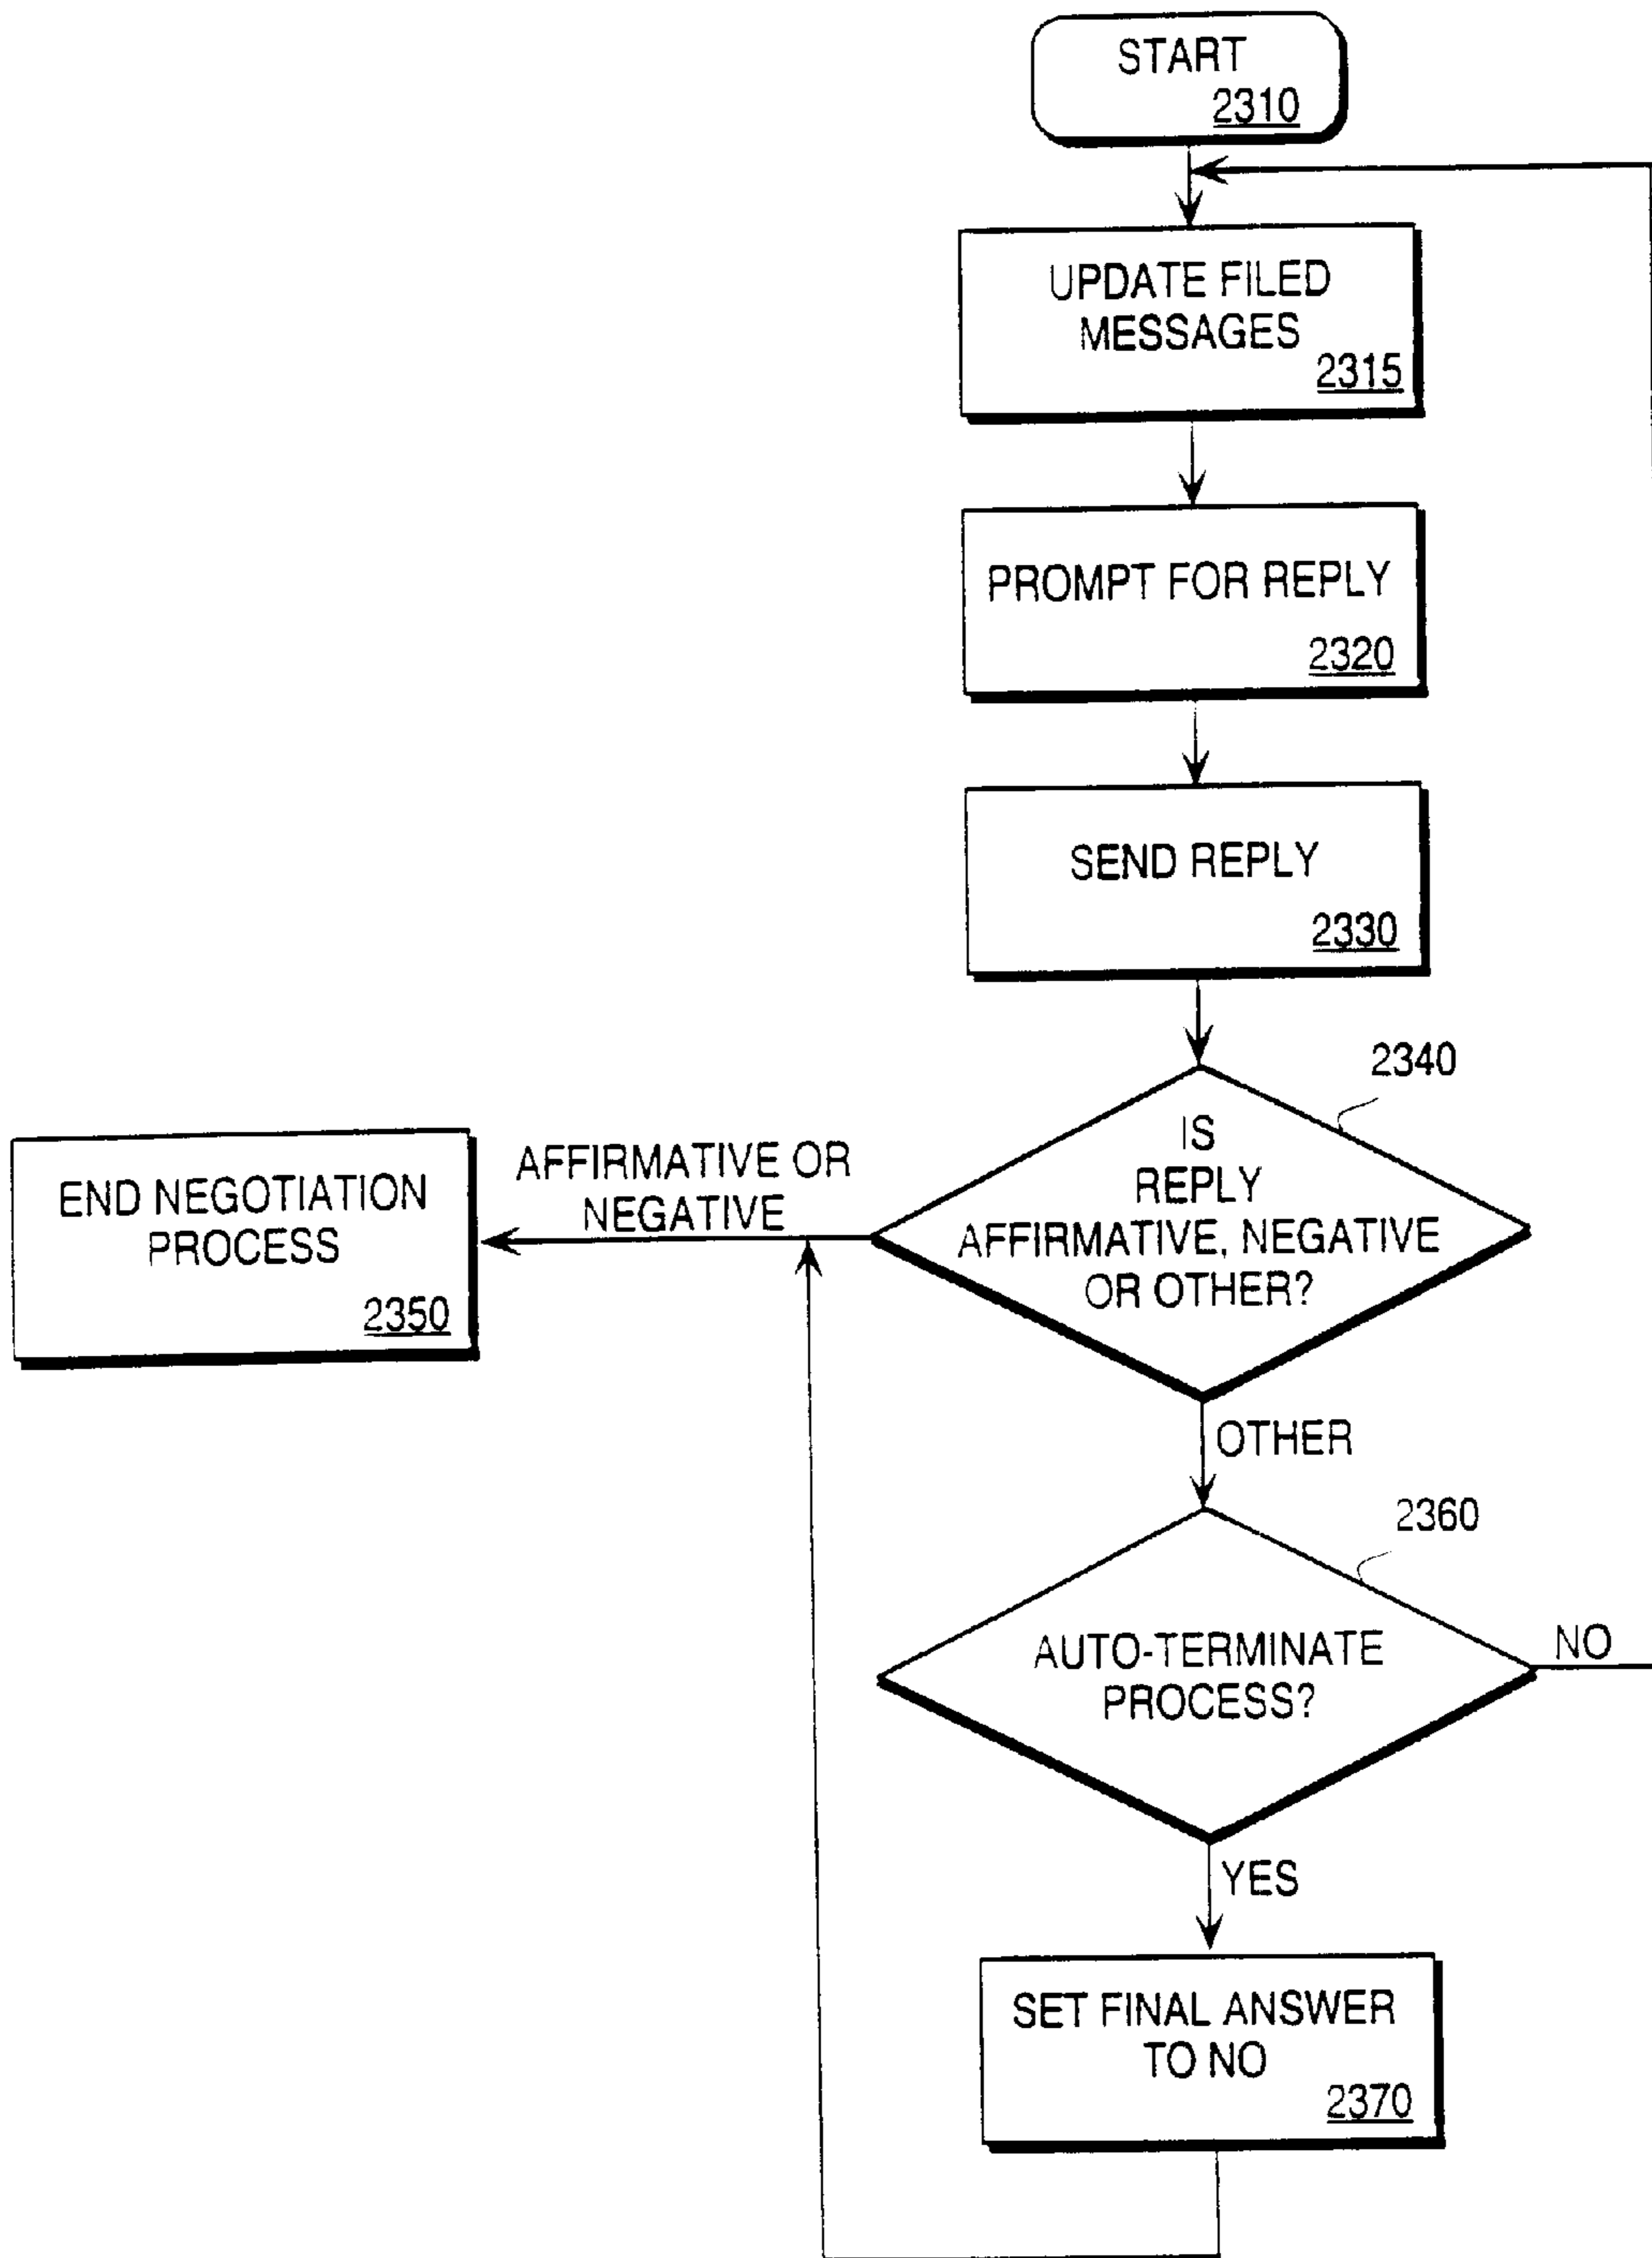 START
2310
UPDATE FILED
MESSAGES
2315
PROMPT FOR REPLY
2320
SEND REPLY
2330
2340
IS
REPLY
AFFIRMATIVE, NEGATIVE
OR OTHER?
AFFIRMATIVE OR
NEGATIVE
END NEGOTIATION
PROCESS
2350
OTHER
2360
AUTO-TERMINATE
PROCESS?
NO
YES
SET FINAL ANSWER
TO NO
2370